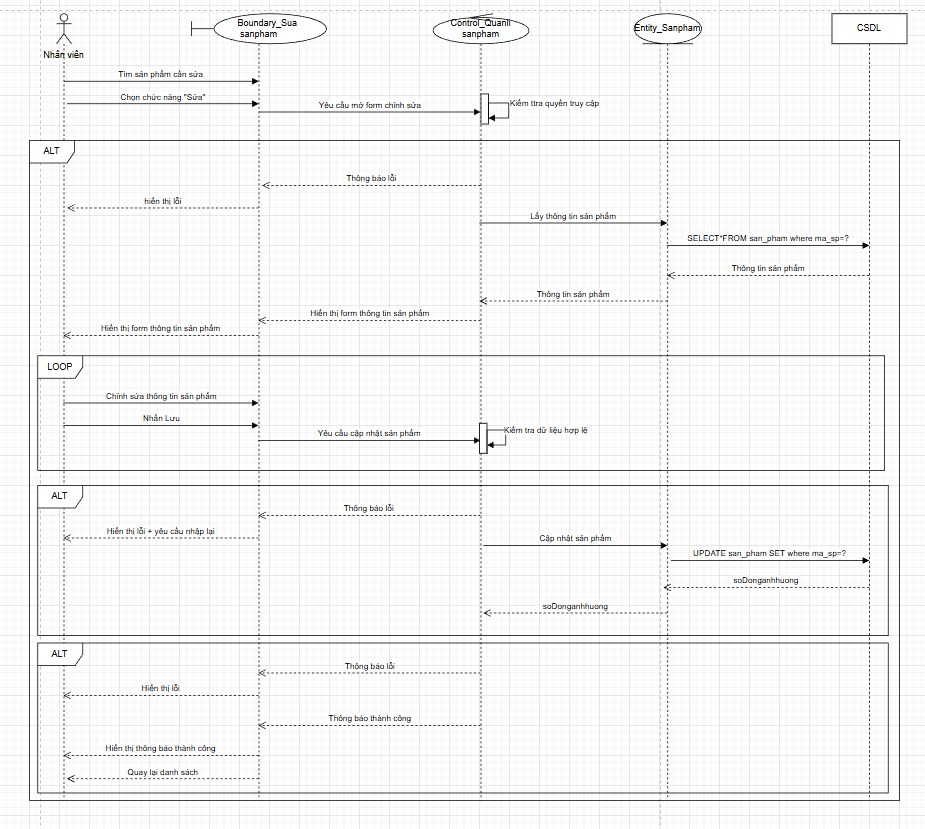 Boundary_Sua
sanpham
Control_Quanli
sanpham
Entity_Sanpham
CSDL
Nhân viên
Tìm sản phẩm cần sửa
Chọn chức năng "Sửa"
Yêu cầu mở form chỉnh sửa
Kiểm ttra quyền truy cập
ALT
Thông báo lỗi
hiển thị lỗi
Lấy thông tin sản phẩm
SELECT*FROM san_pham where ma_sp=?
Thông tin sản phẩm
Thông tin sản phẩm
Hiển thị form thông tin sản phẩm
Hiển thị form thông tin sản phẩm
LOOP
Chỉnh sửa thông tin sản phẩm
Nhấn Lưu
Yêu cầu cập nhật sản phẩm
Kiểm tra dữ liệu hợp lệ
ALT
Thông báo lỗi
Hiển thị lỗi + yêu cầu nhập lại
Cập nhật sản phẩm
UPDATE san_pham SET where ma_sp=?
soDonganhhuong
soDonganhhuong
ALT
Thông báo lỗi
Hiển thị lỗi
Thông báo thành công
Hiển thị thông báo thành công
Quay lại danh sách